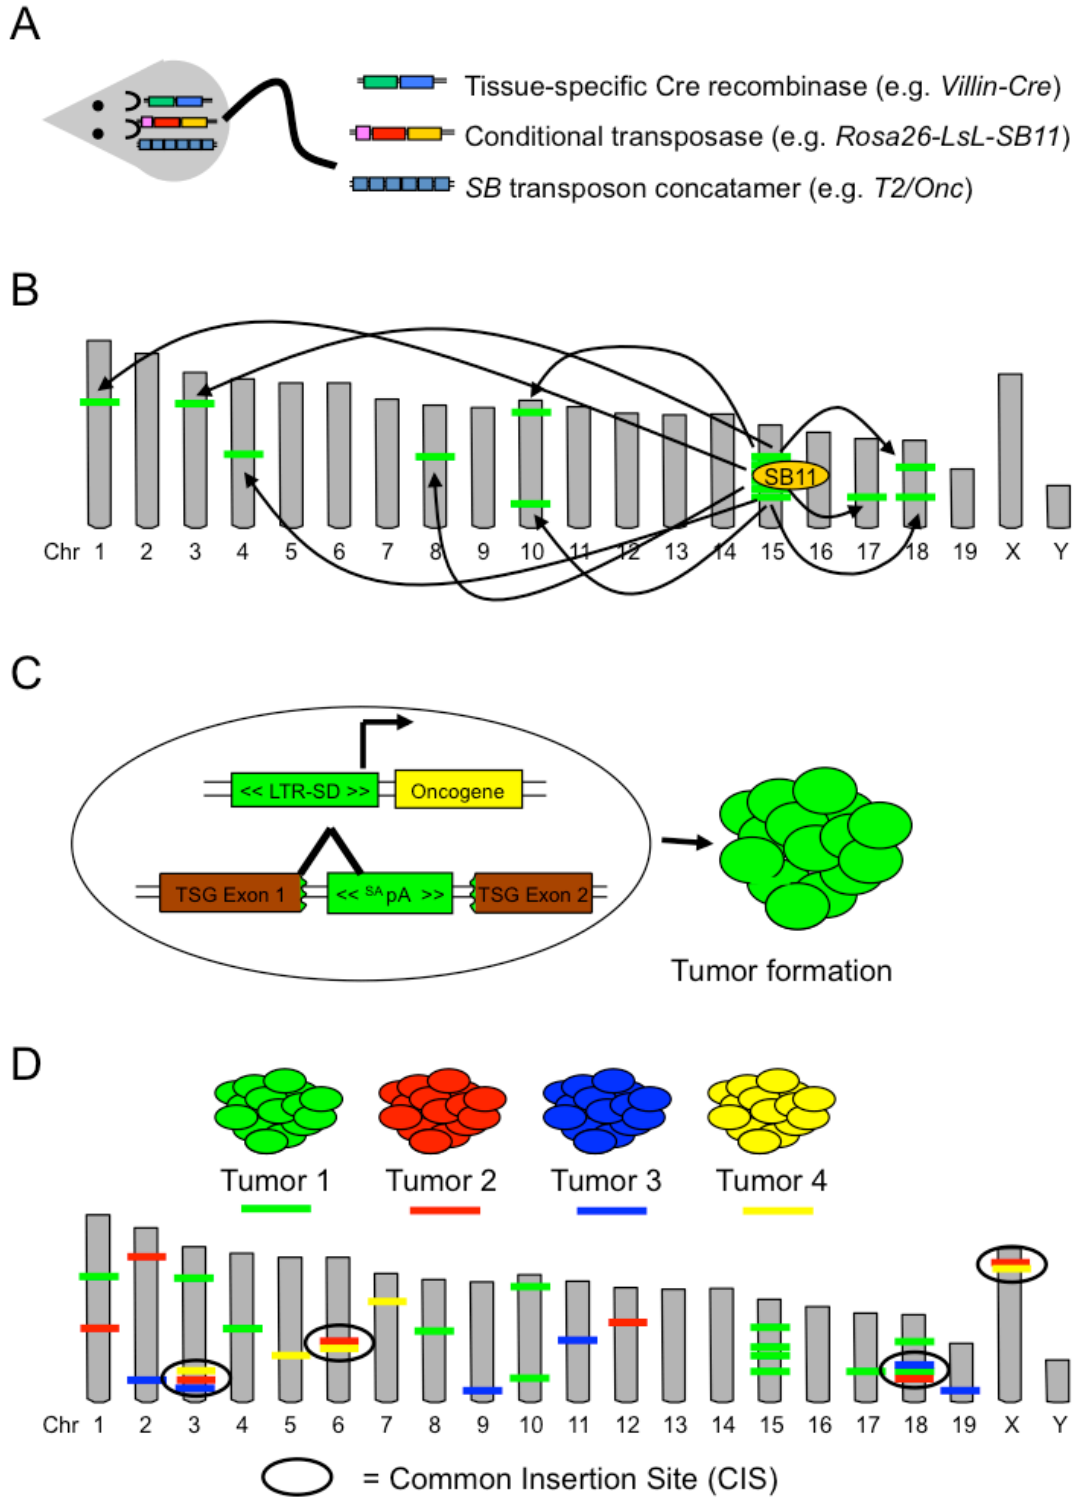 A
Tissue-specific Cre recombinase (e.g. Villin-Cre)
Conditional transposase (e.g. Rosa26-LsL-SB11)
SB transposon concatamer (e.g. T2/Onc)
B
SB11
Chr 1 2 3 4 5 6 7 8 9 10 11 12 13 14 15 16 17 18 19 X Y
C
<< LTR-SD >> Oncogene
TSG Exon 1 << SA pA >> TSG Exon 2
Tumor formation
D
Tumor 1 Tumor 2 Tumor 3 Tumor 4
Chr 1 2 3 4 5 6 7 8 9 10 11 12 13 14 15 16 17 18 19 X Y
= Common Insertion Site (CIS)